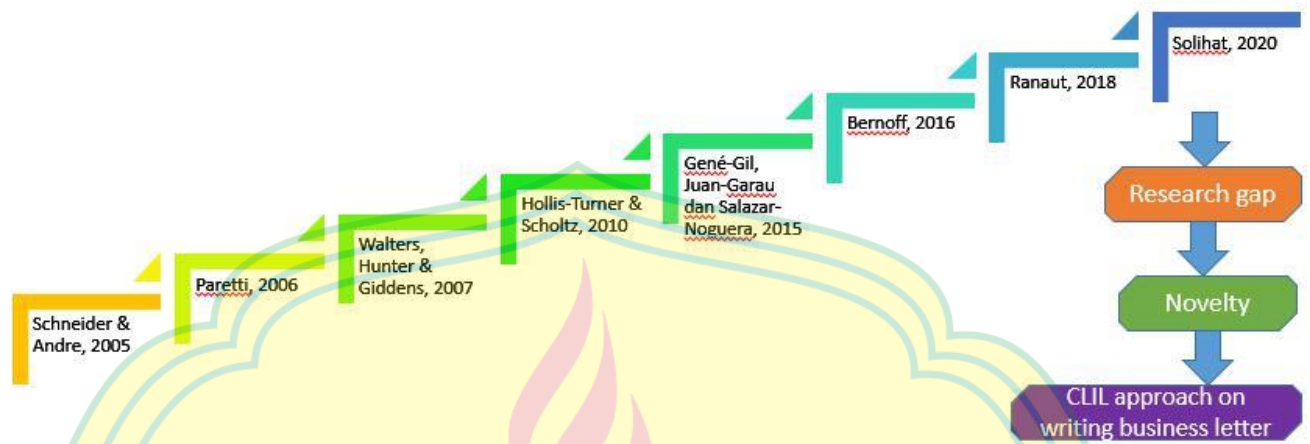 Schneider &
Andre, 2005
Paretti, 2006
Walters,
Hunter &
Giddens, 2007
Hollis-Turner &
Scholtz, 2010
Gené-Gil,
Juan-Garau
dan Salazar-
Noguera, 2015
Bernoff, 2016
Ranaut, 2018
Solihat, 2020
Research gap
Novelty
CLIL approach on
writing business letter